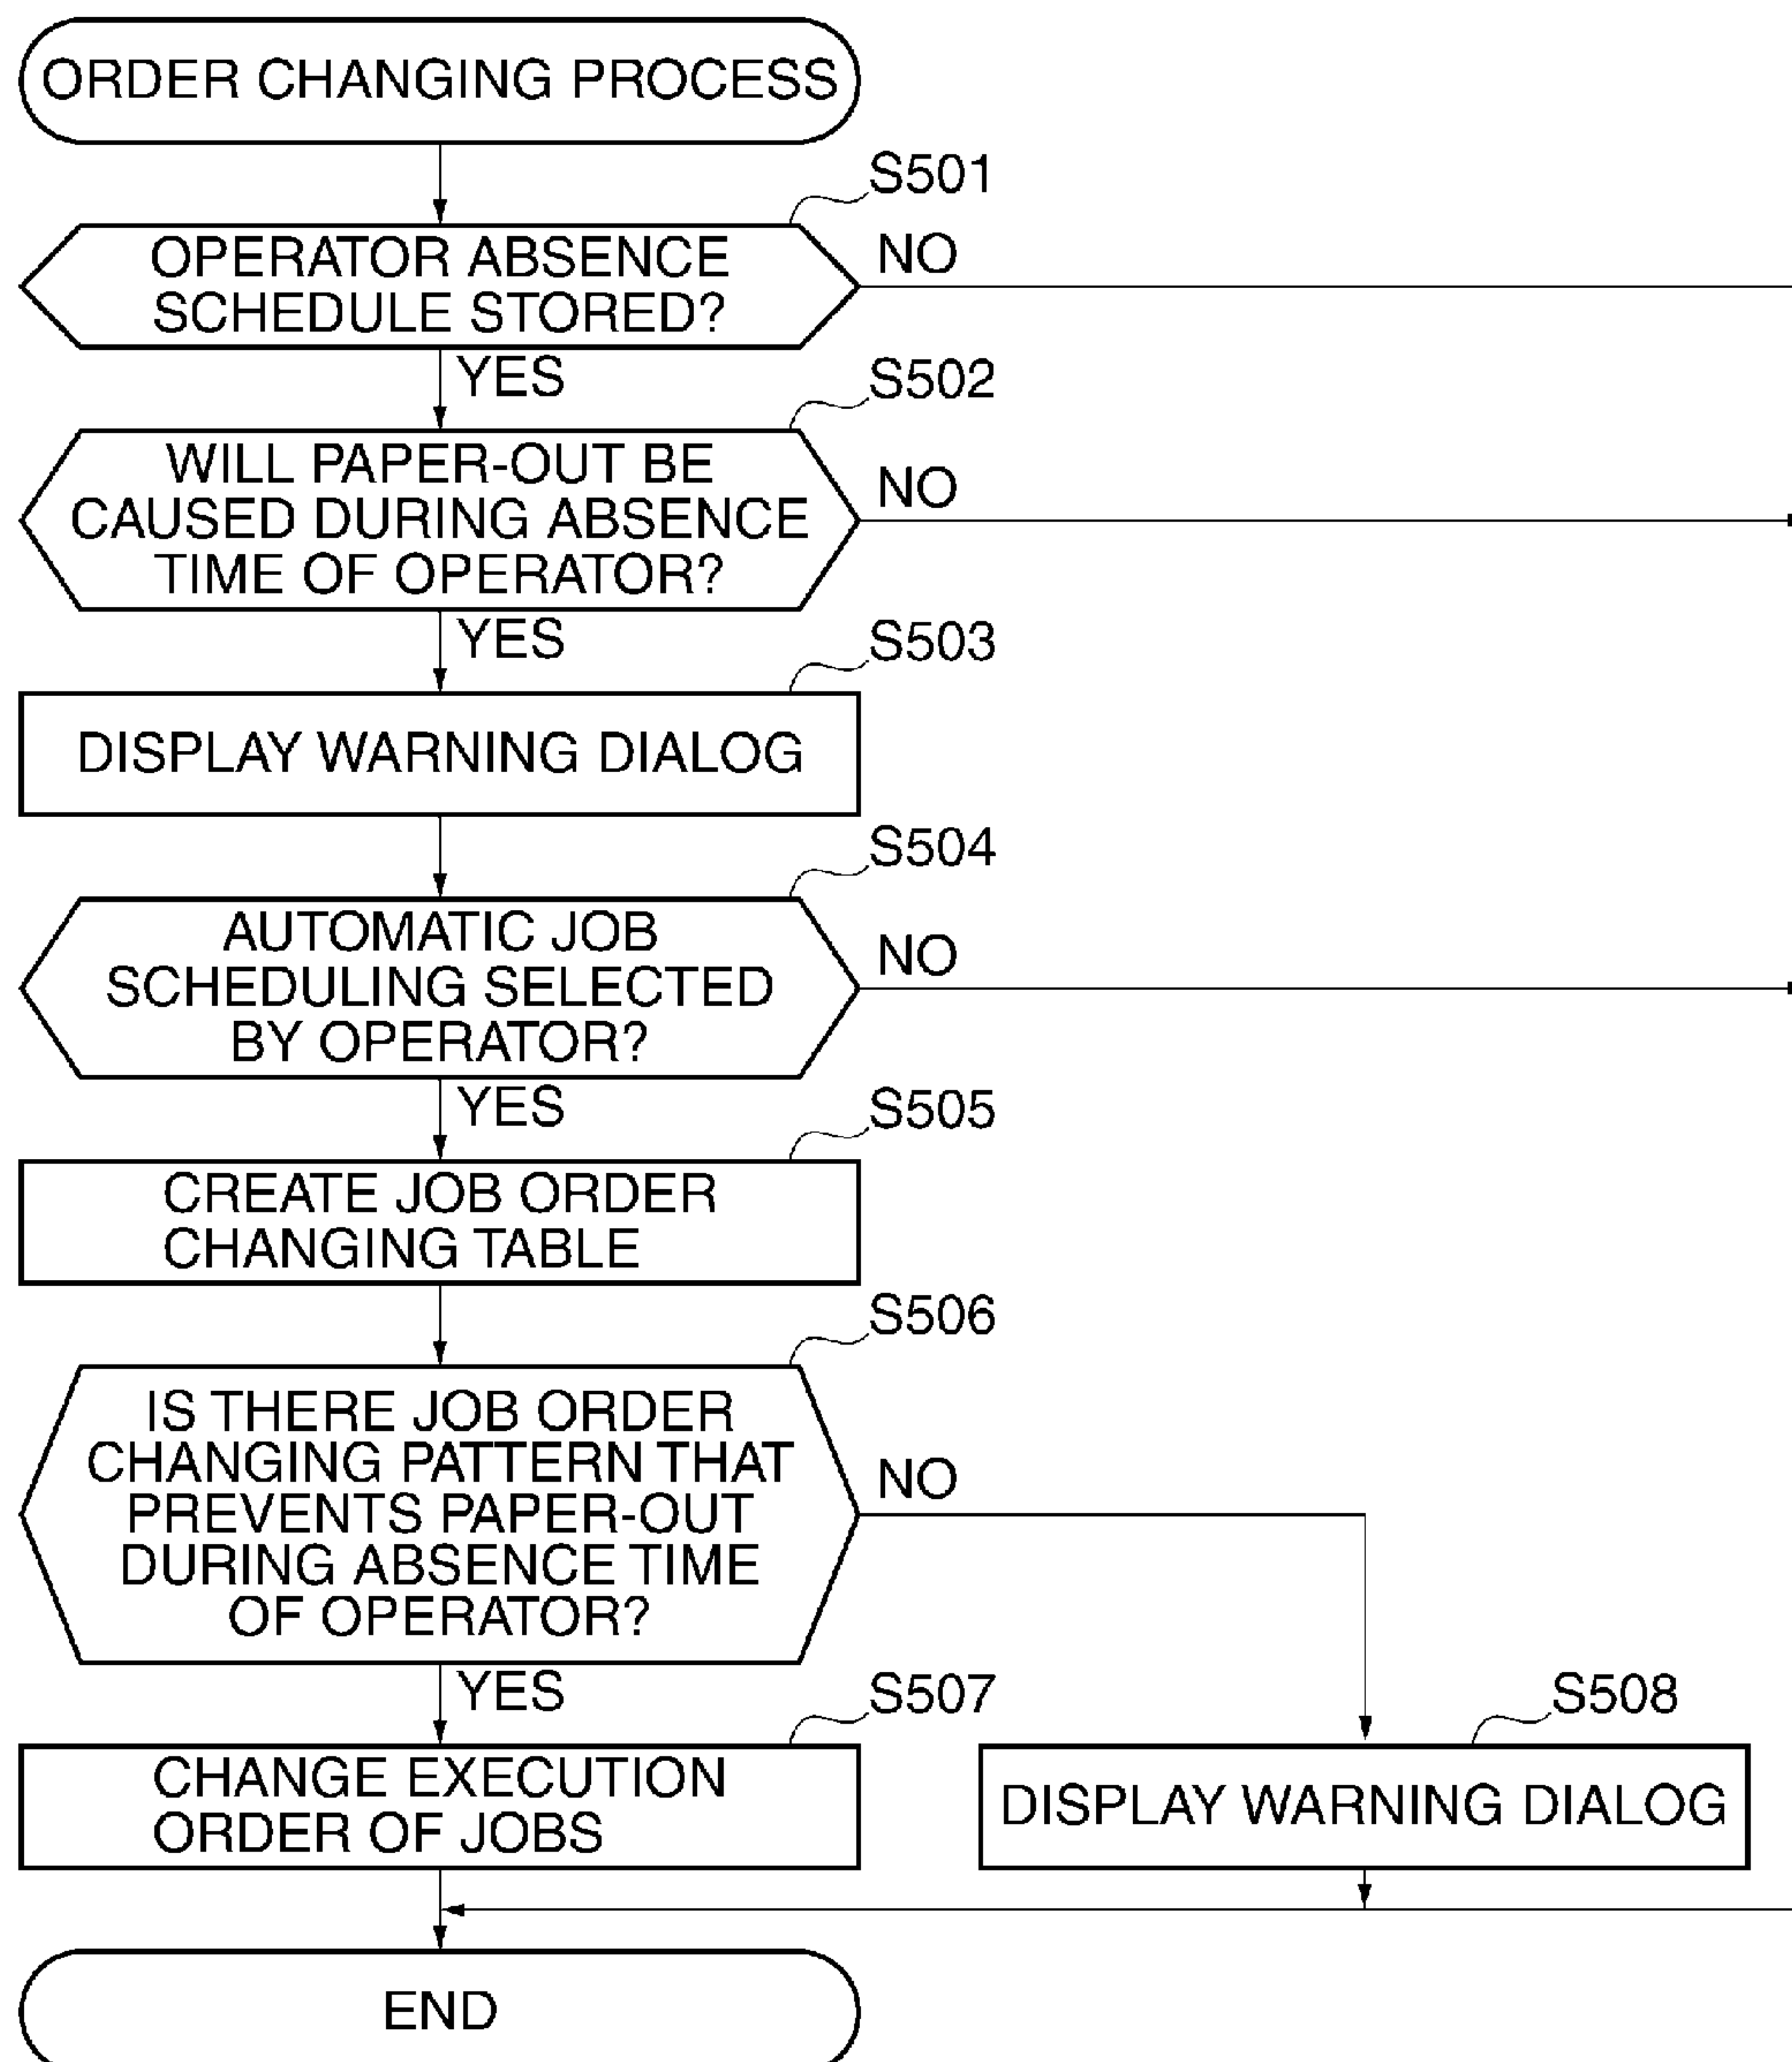 ORDER CHANGING PROCESS
S501
OPERATOR ABSENCE
SCHEDULE STORED?
NO
YES
S502
WILL PAPER-OUT BE
CAUSED DURING ABSENCE
TIME OF OPERATOR?
NO
YES
S503
DISPLAY WARNING DIALOG
S504
AUTOMATIC JOB
SCHEDULING SELECTED
BY OPERATOR?
NO
YES
S505
CREATE JOB ORDER
CHANGING TABLE
S506
IS THERE JOB ORDER
CHANGING PATTERN THAT
PREVENTS PAPER-OUT
DURING ABSENCE TIME
OF OPERATOR?
NO
YES
S507
CHANGE EXECUTION
ORDER OF JOBS
S508
DISPLAY WARNING DIALOG
END